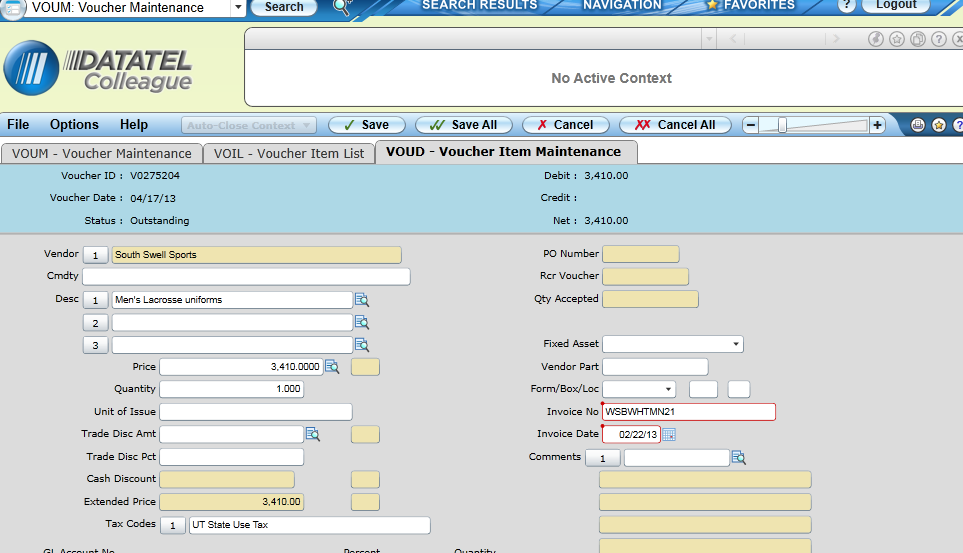 VOUM: Voucher Maintenance Search SEARCH RESULTS NAVIGATION FAVORITES ? Logout
DATATEL
Colleague
No Active Context
File Options Help Auto-Close Context Save Save All Cancel Cancel All
VOUM - Voucher Maintenance VOIL - Voucher Item List VOUD - Voucher Item Maintenance
Voucher ID : V0275204 Debit : 3,410.00
Voucher Date : 04/17/13 Credit :
Status : Outstanding Net : 3,410.00
Vendor 1 South Swell Sports PO Number
Cmdty Rcr Voucher
Desc 1 Men's Lacrosse uniforms Qty Accepted
2
3 Fixed Asset
Price 3,410.0000 Vendor Part
Quantity 1.000 Form/Box/Loc
Unit of Issue Invoice No WSBWHTMN21
Trade Disc Amt Invoice Date 02/22/13
Trade Disc Pct Comments 1
Cash Discount
Extended Price 3,410.00
Tax Codes 1 UT State Use Tax
GL Account No Percent Quantity